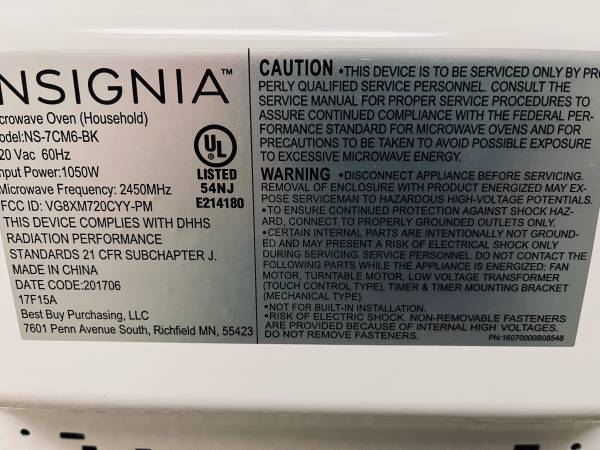 NSIGNIA™
crowave Oven (Household)
odel:NS-7CM6-BK
20 Vac 60Hz
nput Power:1050W
Microwave Frequency: 2450MHz
FCC ID: VG8XM720CYY-PM
THIS DEVICE COMPLIES WITH DHHS
RADIATION PERFORMANCE
STANDARDS 21 CFR SUBCHAPTER J.
MADE IN CHINA
DATE CODE:201706
17F15A
Best Buy Purchasing, LLC
7601 Penn Avenue South, Richfield MN, 55423
UL
®
LISTED
54NJ
E214180
CAUTION •THIS DEVICE IS TO BE SERVICED ONLY BY PRO
PERLY QUALIFIED SERVICE PERSONNEL. CONSULT THE
SERVICE MANUAL FOR PROPER SERVICE PROCEDURES TO
ASSURE CONTINUED COMPLIANCE WITH THE FEDERAL PER-
FORMANCE STANDARD FOR MICROWAVE OVENS AND FOR
PRECAUTIONS TO BE TAKEN TO AVOID POSSIBLE EXPOSURE
TO EXCESSIVE MICROWAVE ENERGY.
WARNING •DISCONNECT APPLIANCE BEFORE SERVICING.
REMOVAL OF ENCLOSURE WITH PRODUCT ENERGIZED MAY EX-
POSE SERVICEMAN TO HAZARDOUS HIGH-VOLTAGE POTENTIALS.
•TO ENSURE CONTINUED PROTECTION AGAINST SHOCK HAZ-
ARD, CONNECT TO PROPERLY GROUNDED OUTLETS ONLY.
•CERTAIN INTERNAL PARTS ARE INTENTIONALLY NOT GROUND-
ED AND MAY PRESENT A RISK OF ELECTRICAL SHOCK ONLY
DURING SERVICING. SERVICE PERSONNEL. DO NOT CONTACT THE
FOLLOWING PARTS WHILE THE APPLIANCE IS ENERGIZED; FAN
MOTOR, TURNTABLE MOTOR, LOW VOLTAGE TRANSFORMER
(TOUCH CONTROL TYPE), TIMER & TIMER MOUNTING BRACKET
(MECHANICAL TYPE).
•NOT FOR BUILT-IN INSTALLATION.
•RISK OF ELECTRIC SHOCK. NON-REMOVABLE FASTENERS
ARE PROVIDED BECAUSE OF INTERNAL HIGH VOLTAGES.
DO NOT REMOVE FASTENERS.
PN:16070000B08548